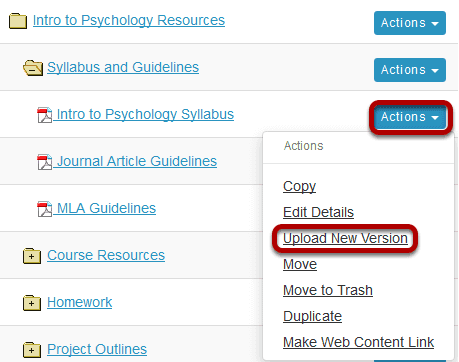 Intro to Psychology Resources Actions
Syllabus and Guidelines Actions
Intro to Psychology Syllabus Actions
Actions
Journal Article Guidelines
Copy
MLA Guidelines Edit Details
Upload New Version
Course Resources Move
Move to Trash
Homework Duplicate
Project Outlines Make Web Content Link